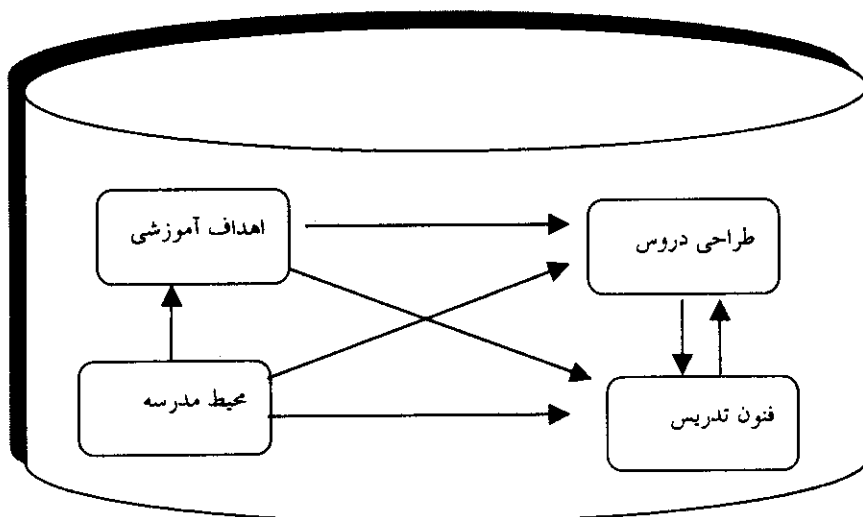 اهداف آموزشی
طراحی دروس
محیط مدرسه
فنون تدریس